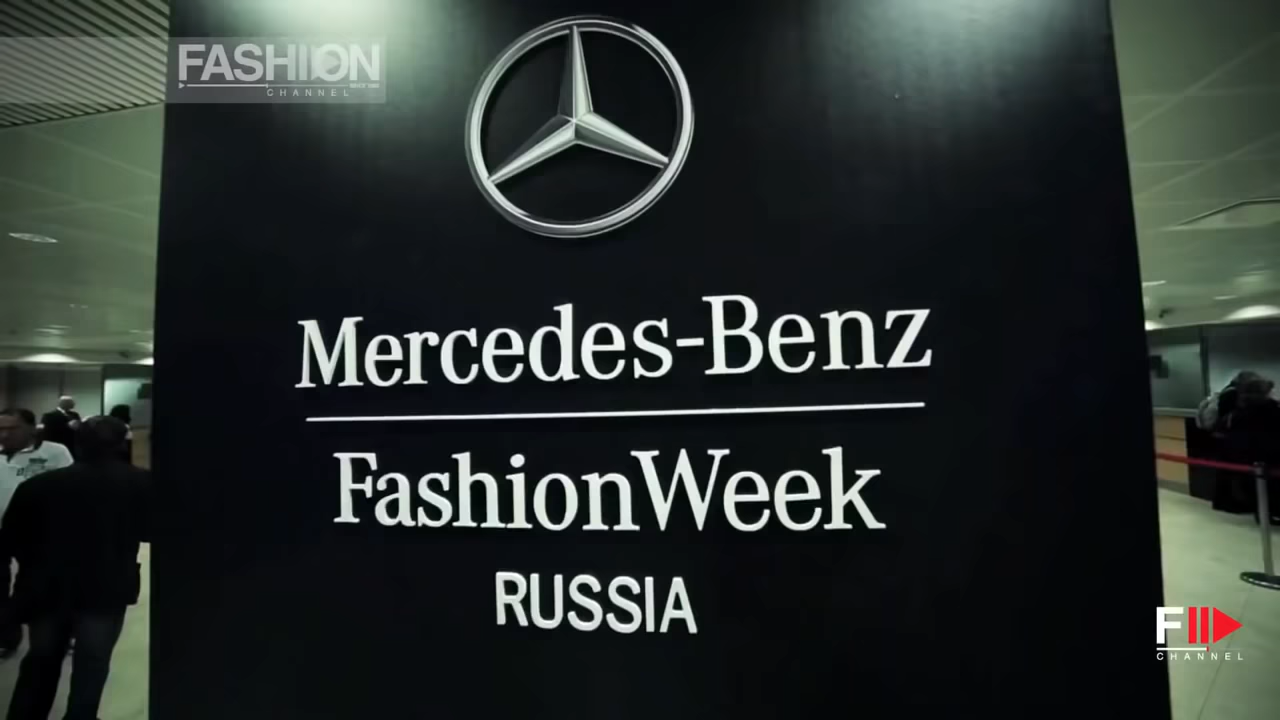 FASHION
CHANNEL
Mercedes-Benz
FashionWeek
RUSSIA
F
CHANNEL